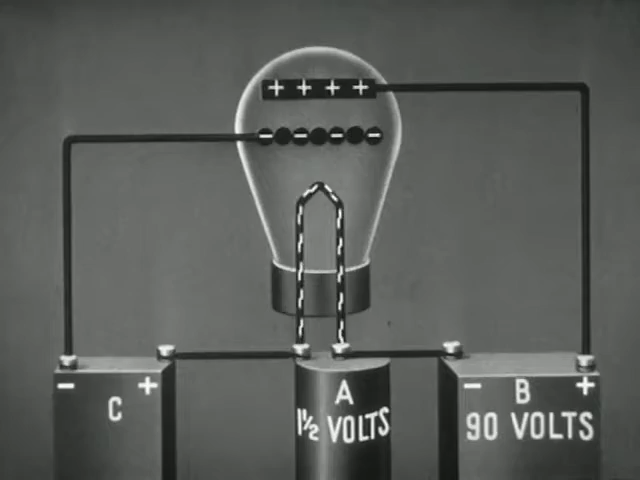 + + + +
- - - -
- +
C
A
1½ VOLTS
- B +
90 VOLTS